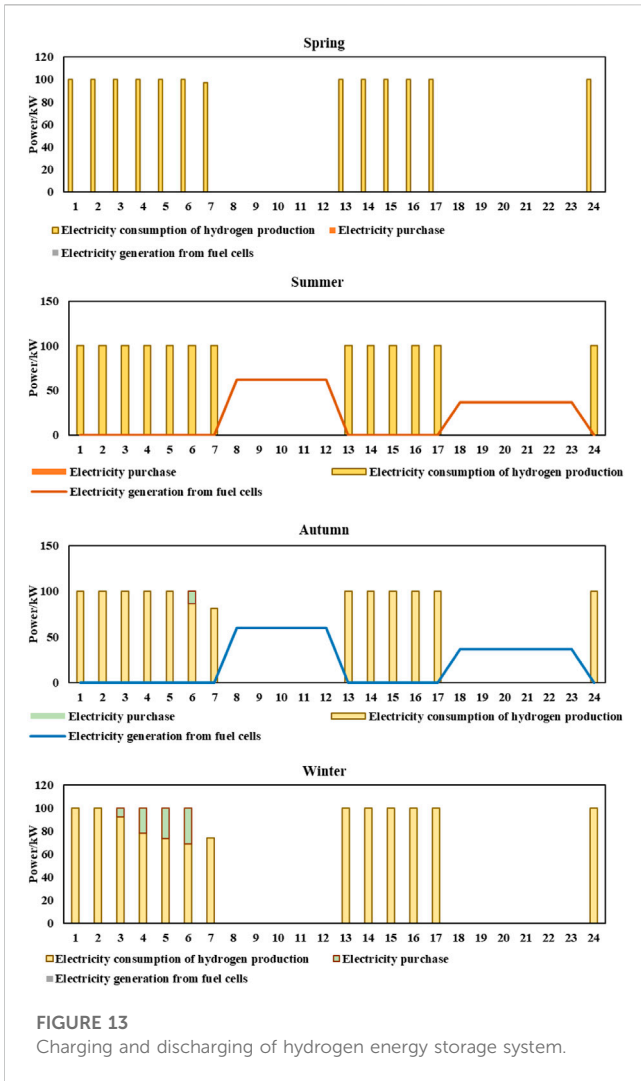 Spring
Power/kW
120
100
80
60
40
20
0
1 2 3 4 5 6 7 8 9 10 11 12 13 14 15 16 17 18 19 20 21 22 23 24
Electricity consumption of hydrogen production Electricity purchase
Electricity generation from fuel cells
Summer
Power/kW
150
100
50
0
1 2 3 4 5 6 7 8 9 10 11 12 13 14 15 16 17 18 19 20 21 22 23 24
Electricity purchase Electricity consumption of hydrogen production
Electricity generation from fuel cells
Autumn
Power/kW
150
100
50
0
1 2 3 4 5 6 7 8 9 10 11 12 13 14 15 16 17 18 19 20 21 22 23 24
Electricity purchase Electricity consumption of hydrogen production
Electricity generation from fuel cells
Winter
Power/kW
120
100
80
60
40
20
0
1 2 3 4 5 6 7 8 9 10 11 12 13 14 15 16 17 18 19 20 21 22 23 24
Electricity consumption of hydrogen production Electricity purchase
Electricity generation from fuel cells
FIGURE 13
Charging and discharging of hydrogen energy storage system.